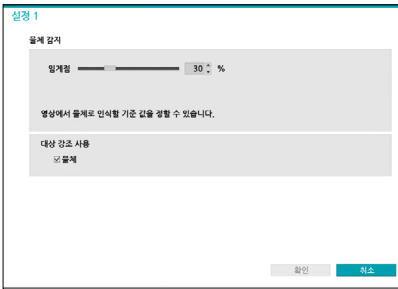 설정 1
물체 감지
임계점 30 %
영상에서 물체로 인식할 기준 값을 정할 수 있습니다.
대상 강조 사용
물체
확인 취소